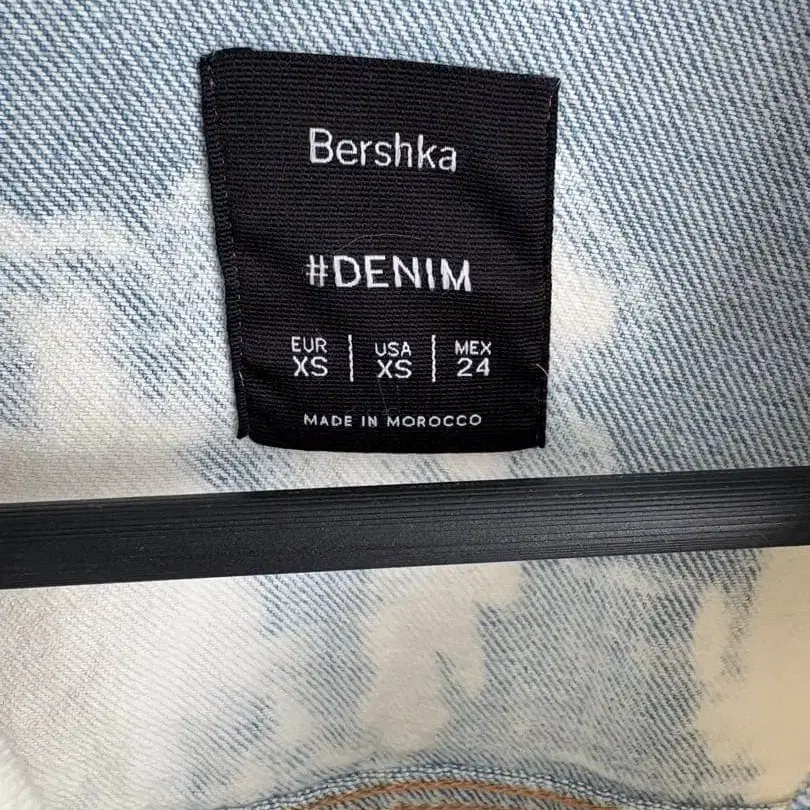 Bershka
#DENIM
EUR | USA | MEX
XS | XS | 24
MADE IN MOROCCO